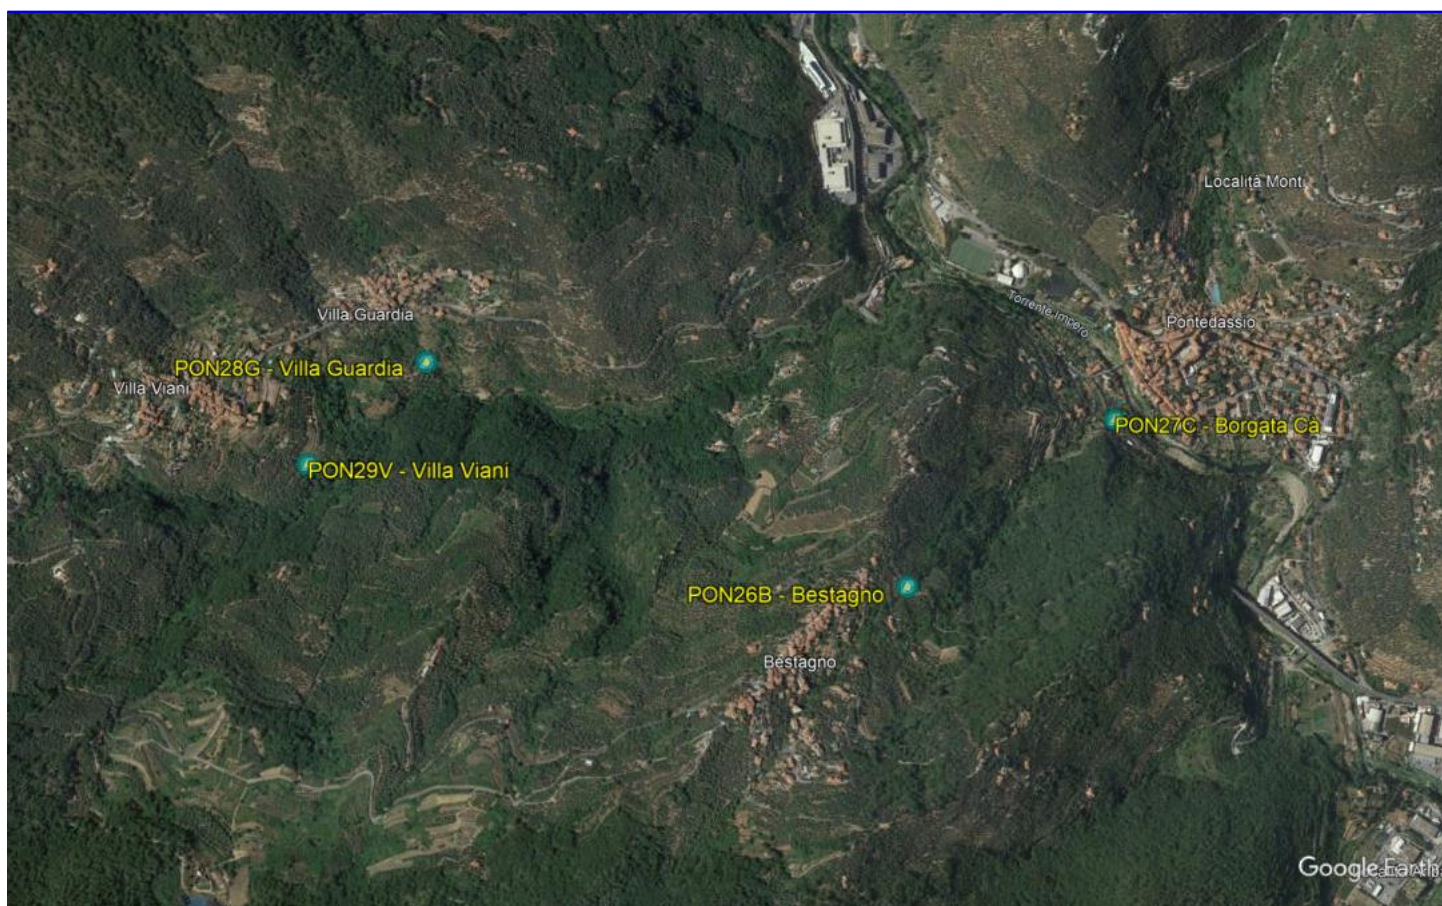 Località Mont
Torrente Impero
Pontedassio
Villa Guardia
PON28G - Villa Guardia
Villa Viani
PON27C - Borgata Cà
PON29V - Villa Viani
PON26B - Bestagno
Bestagno
Google Earth